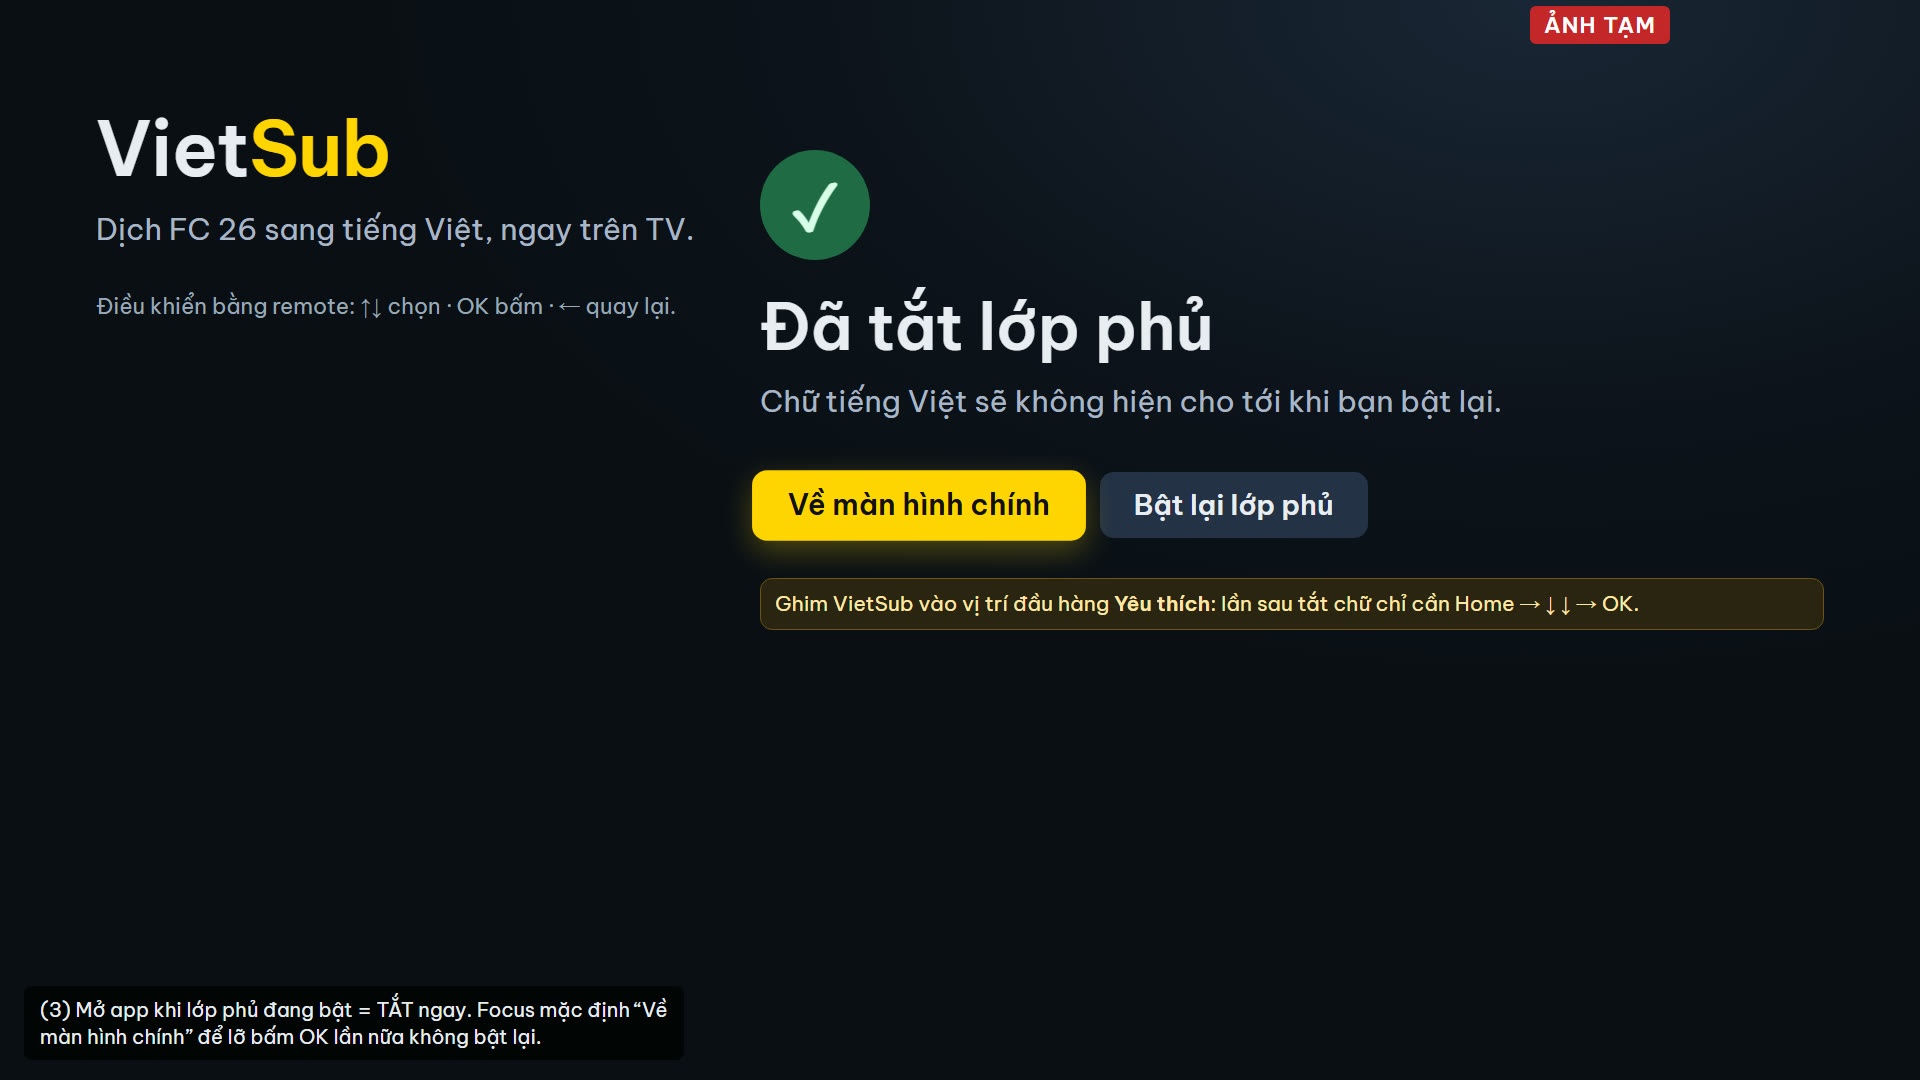 ẢNH TẠM
VietSub
Dịch FC 26 sang tiếng Việt, ngay trên TV.
Điều khiển bằng remote: ↑↓ chọn · OK bấm · ← quay lại.
✓
Đã tắt lớp phủ
Chữ tiếng Việt sẽ không hiện cho tới khi bạn bật lại.
Về màn hình chính
Bật lại lớp phủ
Ghim VietSub vào vị trí đầu hàng Yêu thích: lần sau tắt chữ chỉ cần Home → ↓ ↓ → OK.
(3) Mở app khi lớp phủ đang bật = TẮT ngay. Focus mặc định “Về
màn hình chính” để lỡ bấm OK lần nữa không bật lại.